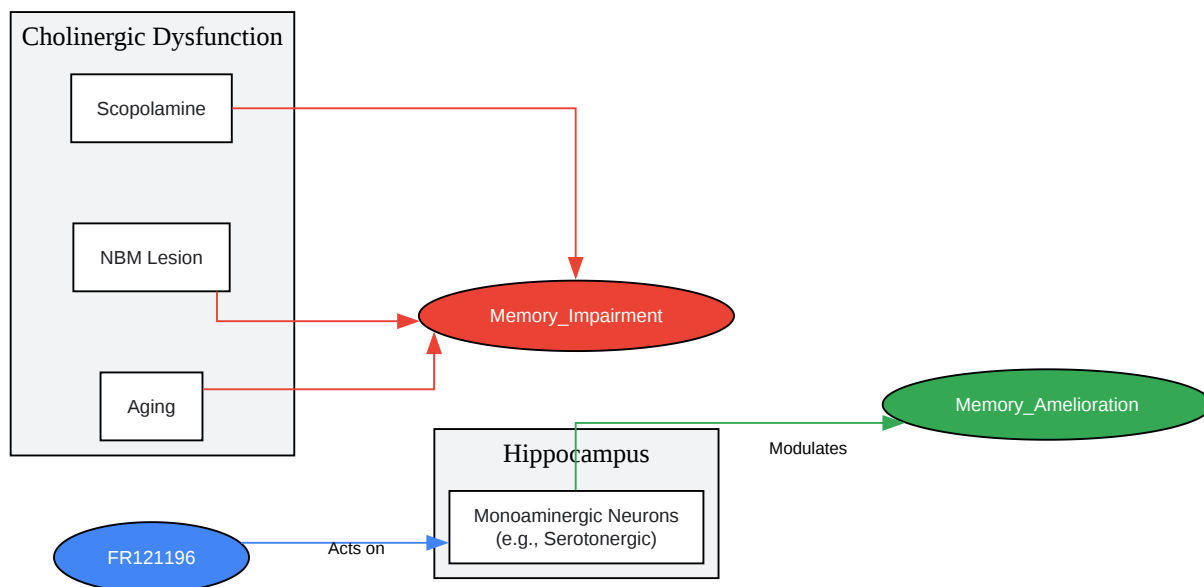 Cholinergic Dysfunction
Scopolamine
NBM Lesion
Memory_Impairment
Aging
Memory_Amelioration
Modulates
Hippocampus
Monoaminergic Neurons
(e.g., Serotonergic)
FR121196
Acts on